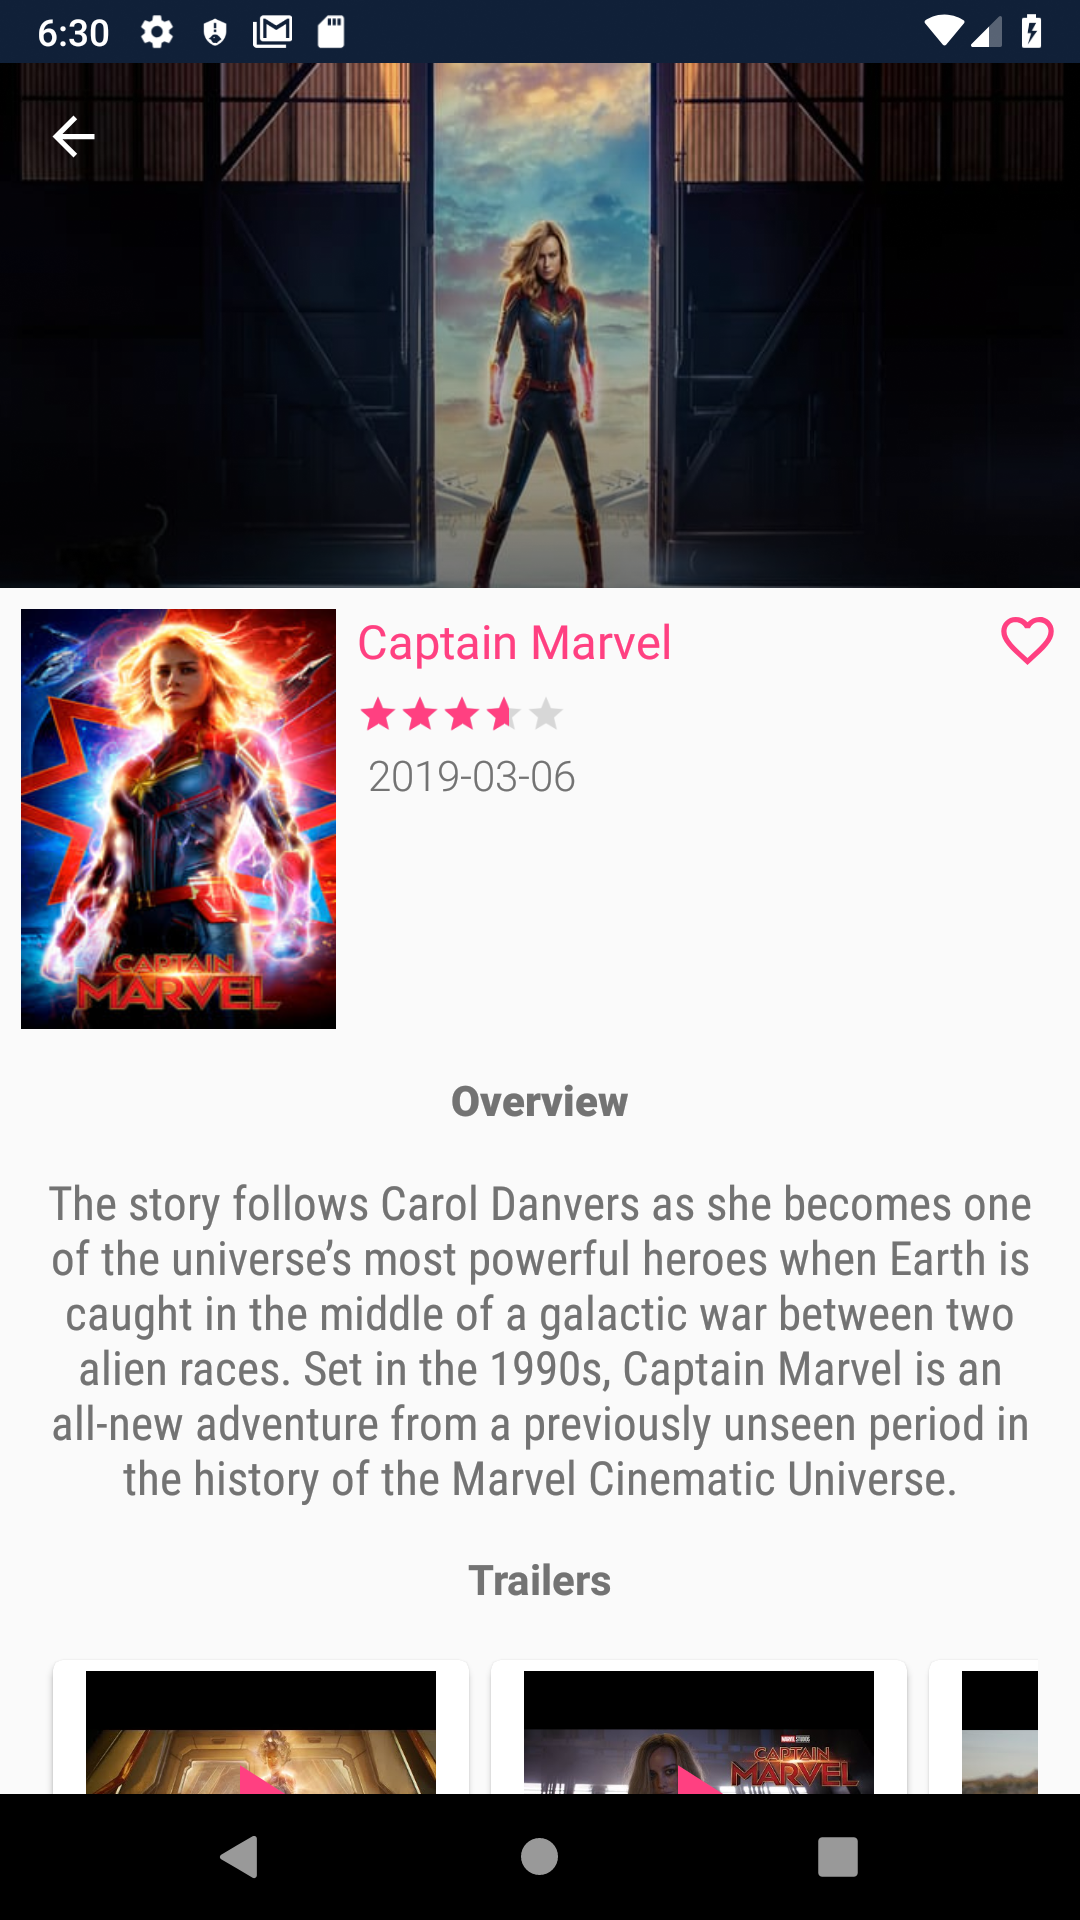 6:30
Captain Marvel
2019-03-06
CAPTAIN
MARVEL
Overview
The story follows Carol Danvers as she becomes one
of the universe’s most powerful heroes when Earth is
caught in the middle of a galactic war between two
alien races. Set in the 1990s, Captain Marvel is an
all-new adventure from a previously unseen period in
the history of the Marvel Cinematic Universe.
Trailers
MARVEL STUDIOS
CAPTAIN
MARVEL